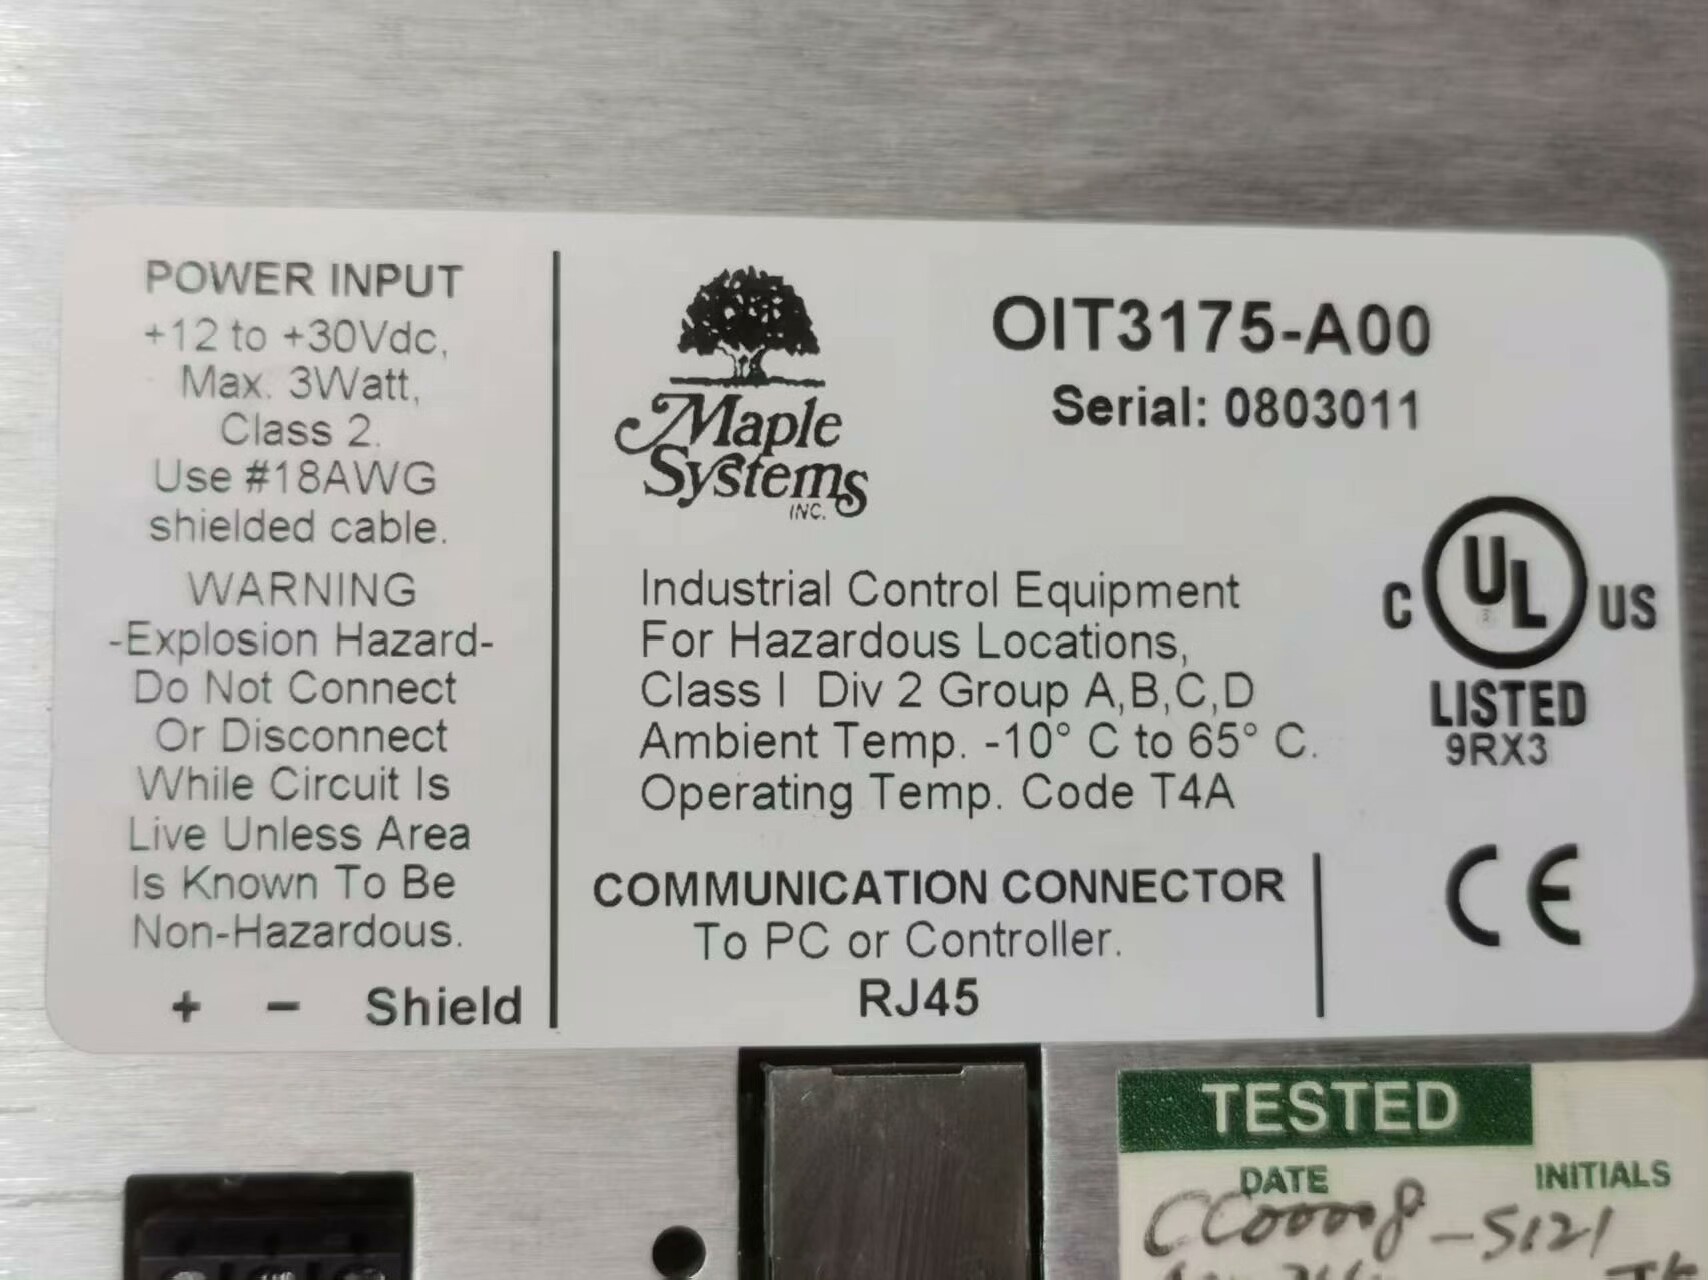 POWER INPUT
+12 to +30Vdc,
Max. 3Watt,
Class 2.
Use #18AWG
shielded cable.
WARNING
-Explosion Hazard-
Do Not Connect
Or Disconnect
While Circuit Is
Live Unless Area
Is Known To Be
Non-Hazardous.
+ − Shield
Maple
Systems
INC.
OIT3175-A00
Serial: 0803011
Industrial Control Equipment
For Hazardous Locations,
Class I Div 2 Group A,B,C,D
Ambient Temp. -10° C to 65° C.
Operating Temp. Code T4A
C UL US
LISTED
9RX3
COMMUNICATION CONNECTOR
To PC or Controller.
RJ45
CE
TESTED
DATE INITIALS
CC00008-5121